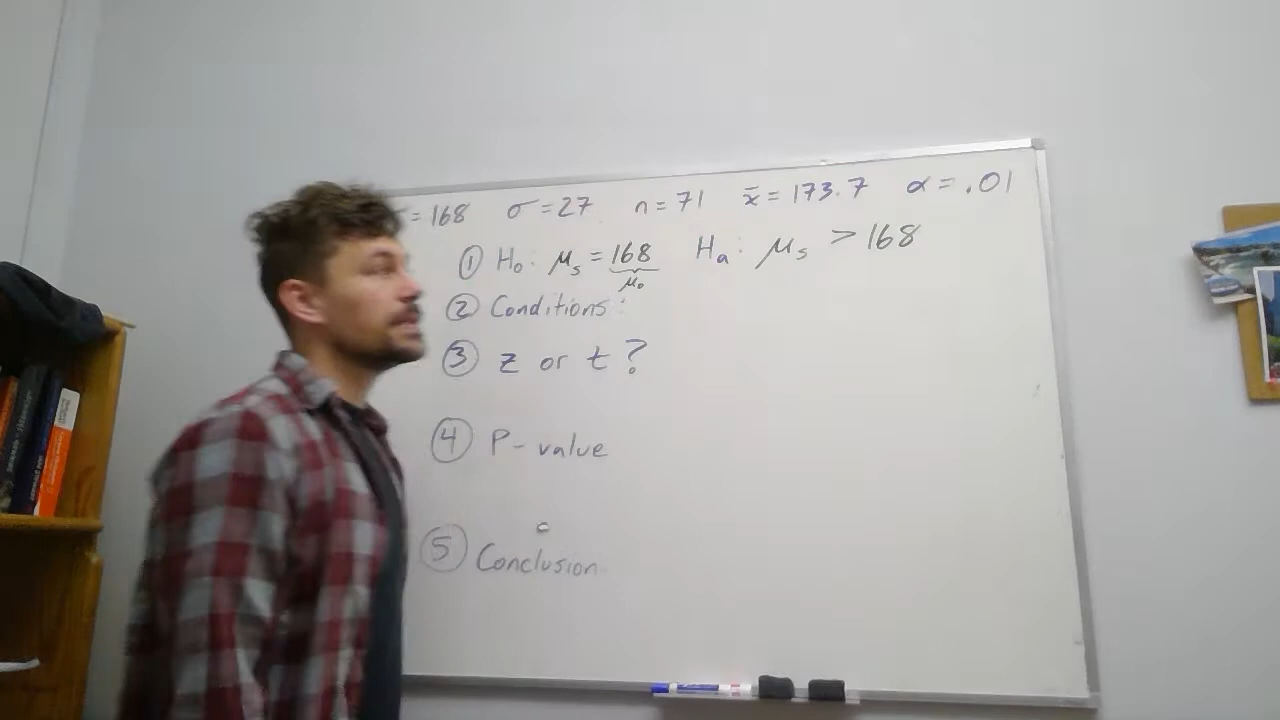 = 168 σ = 27 n = 71 x̄ = 173.7 α = .01
① H₀: μₛ = 168 Hₐ: μₛ > 168
μ₀
② Conditions:
③ z or t ?
④ P-value
⑤ Conclusion